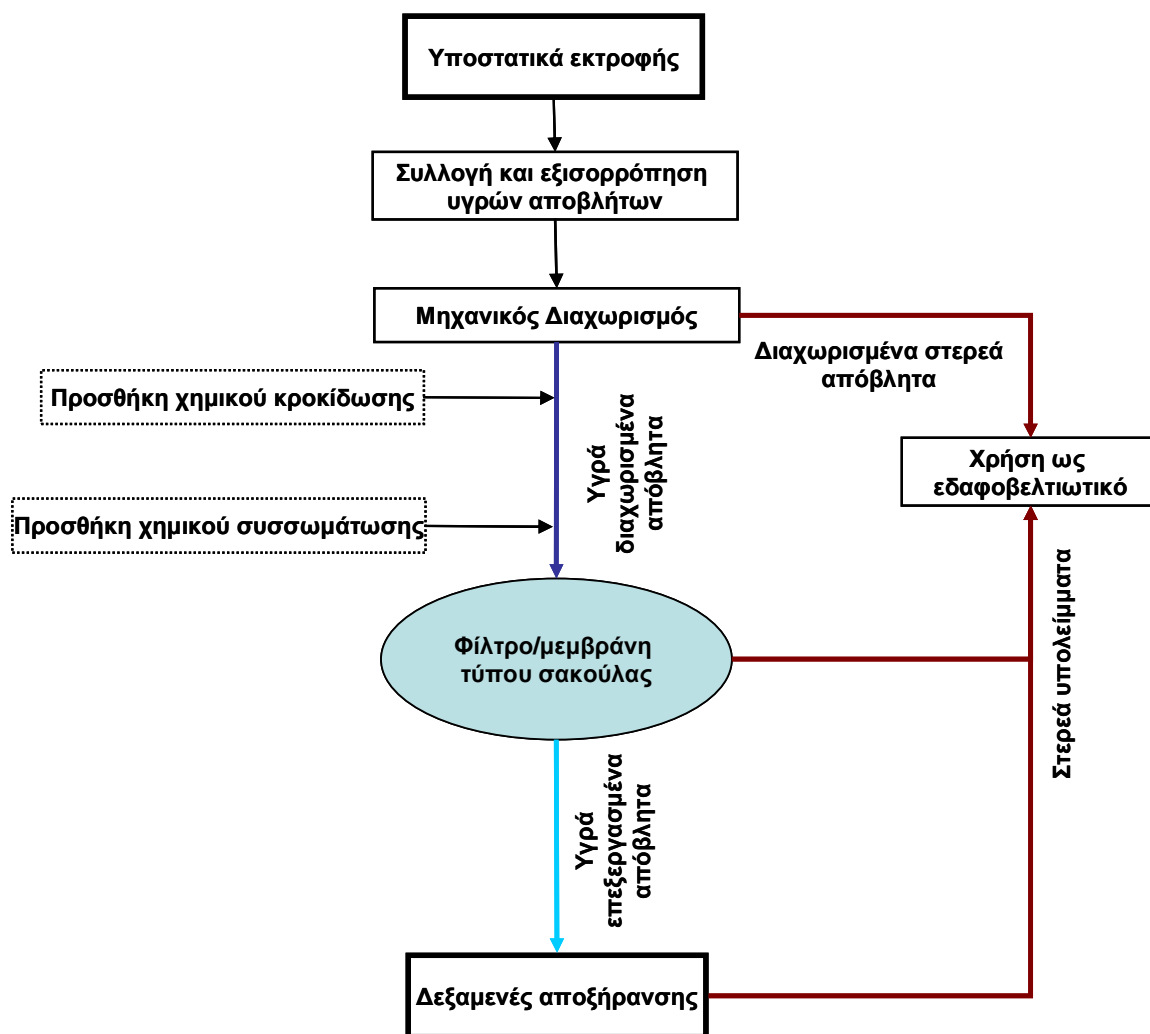 Υποστατικά εκτροφής
Συλλογή και εξισορρόπηση
υγρών αποβλήτων
Μηχανικός Διαχωρισμός
Διαχωρισμένα στερεά
απόβλητα
Προσθήκη χημικού κροκίδωσης
Υγρά
διαχωρισμένα
απόβλητα
Χρήση ως
εδαφοβελτιωτικό
Προσθήκη χημικού συσσωμάτωσης
Φίλτρο/μεμβράνη
τύπου σακούλας
Στερεά υπολείμματα
Υγρά
επεξεργασμένα
απόβλητα
Δεξαμενές αποξήρανσης